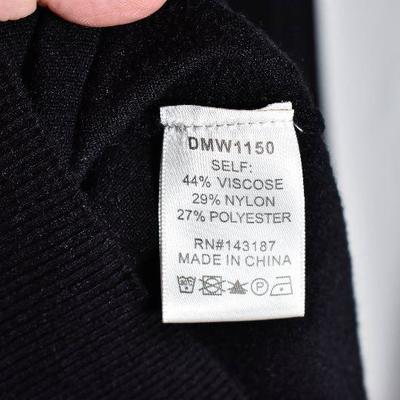 DMW1150
SELF:
44% VISCOSE
29% NYLON
27% POLYESTER
RN#143187
MADE IN CHINA